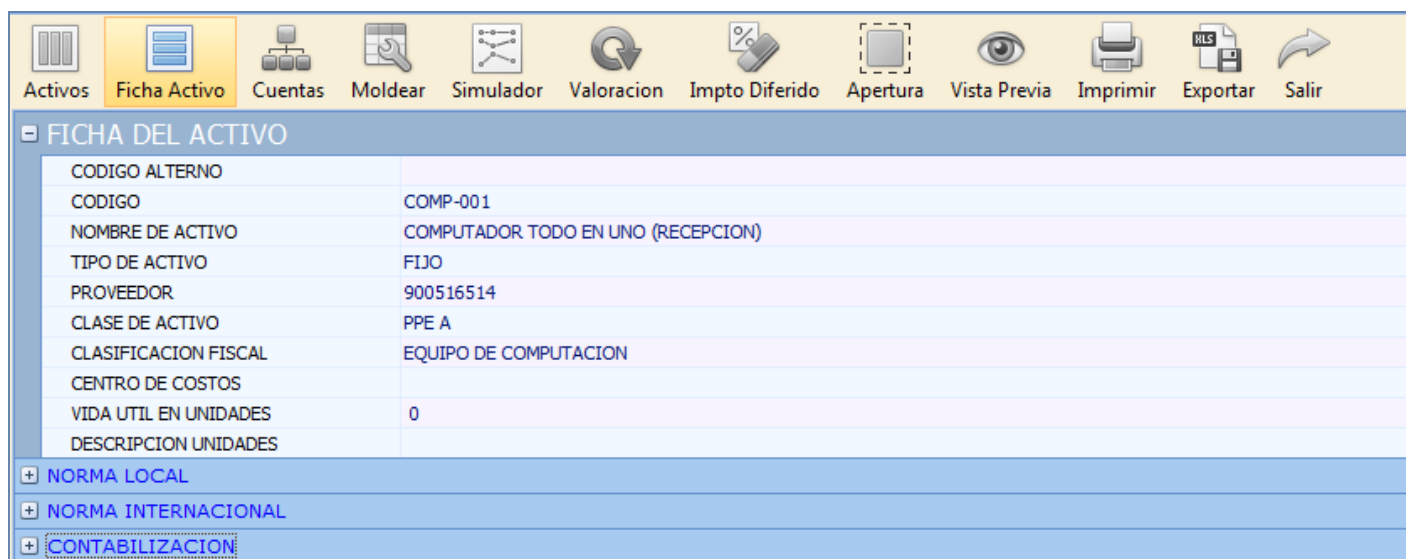 Activos Ficha Activo Cuentas Moldear Simulador Valoracion Impto Diferido Apertura Vista Previa Imprimir Exportar Salir
FICHA DEL ACTIVO
CODIGO ALTERNO
CODIGO COMP-001
NOMBRE DE ACTIVO COMPUTADOR TODO EN UNO (RECEPCION)
TIPO DE ACTIVO FIJO
PROVEEDOR 900516514
CLASE DE ACTIVO PPE A
CLASIFICACION FISCAL EQUIPO DE COMPUTACION
CENTRO DE COSTOS
VIDA UTIL EN UNIDADES 0
DESCRIPCION UNIDADES
NORMA LOCAL
NORMA INTERNACIONAL
CONTABILIZACION